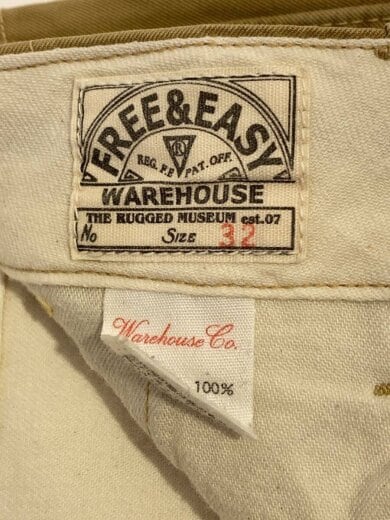 FREE&EASY
REG. F.E PAT. OFF.
R
WAREHOUSE
THE RUGGED MUSEUM est.07
No SIZE 32
Warehouse Co.
100%